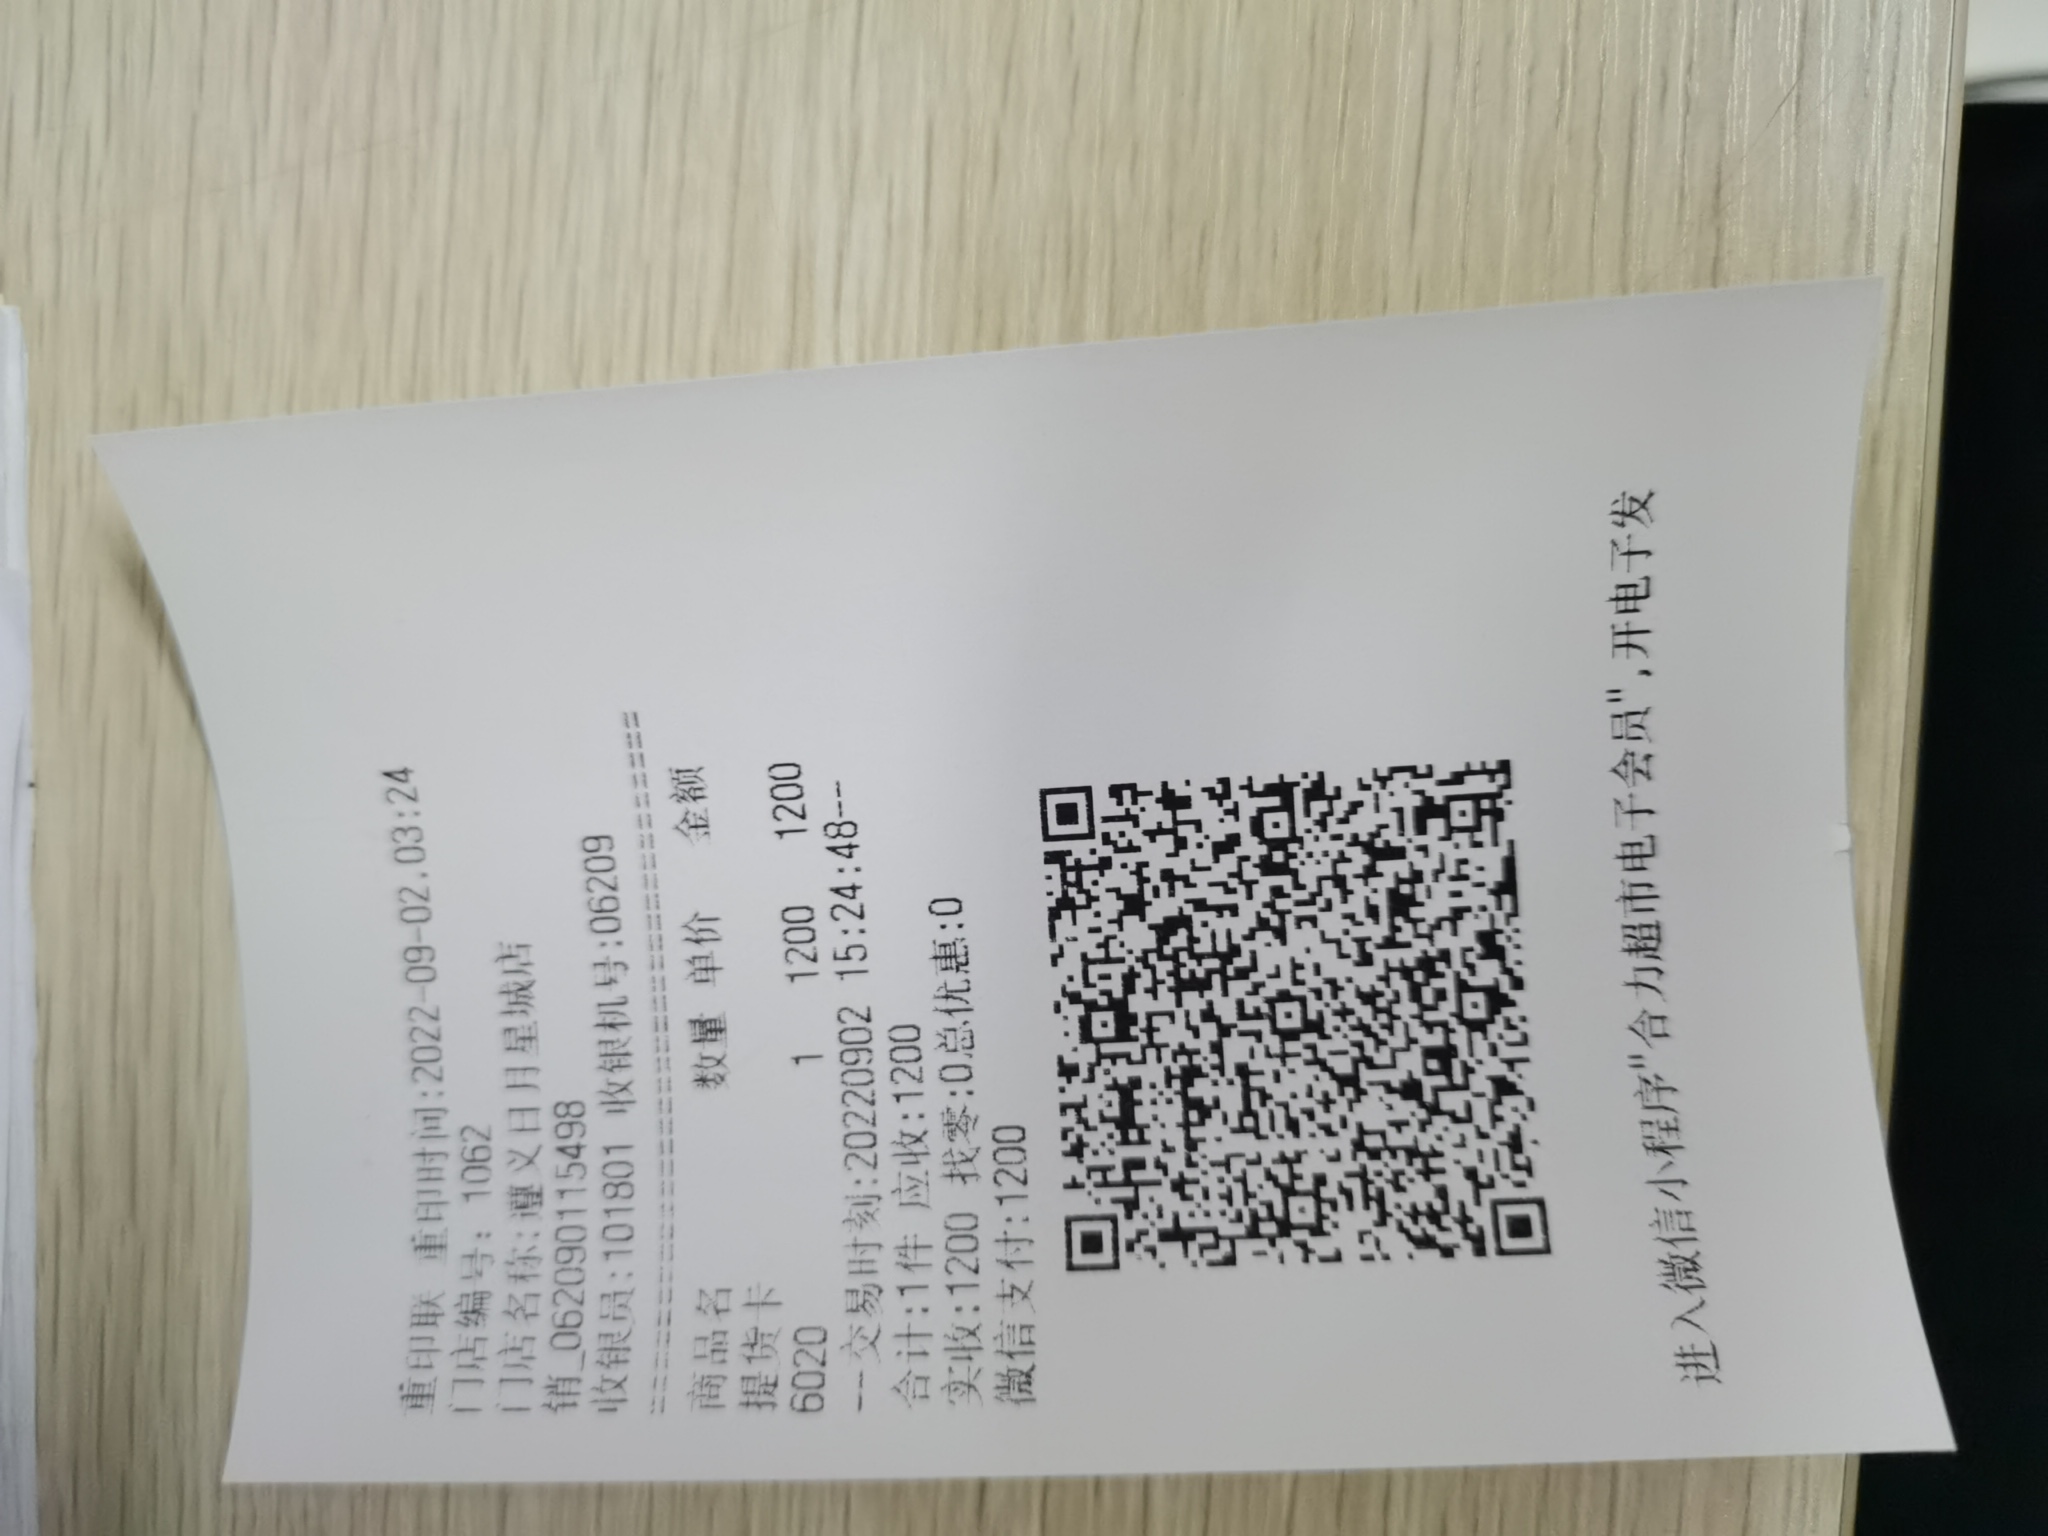 重印联 重印时间:2022-09-02.03:24
门店编号: 1062
门店名称:遵义日月星城店
销_062090115498
收银员:101801 收银机号:06209
==========================================
商品名 数量 单价 金额
提货卡
6020 1 1200 1200
--交易时刻:20220902 15:24:48---
合计:1件 应收:1200
实收:1200 找零:0总优惠:0
微信支付:1200
进入微信小程序"合力超市电子会员",开电子发